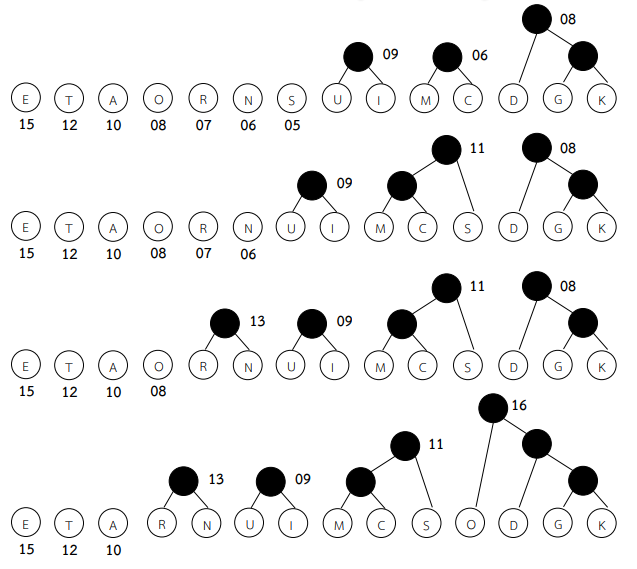 08
09 06
E T A O R N S U I M C D G K
15 12 10 08 07 06 05
11 08
09
E T A O R N U I M C S D G K
15 12 10 08 07 06
11 08
13 09
E T A O R N U I M C S D G K
15 12 10 08
16
11
13 09
E T A R N U I M C S O D G K
15 12 10